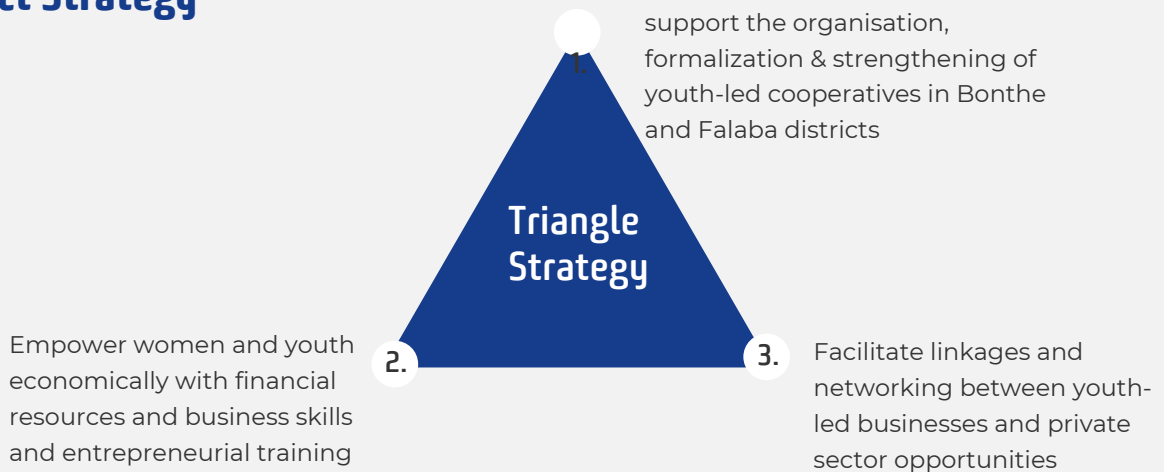 ct Strategy
1.
support the organisation,
formalization & strengthening of
youth-led cooperatives in Bonthe
and Falaba districts
Triangle
Strategy
2.
Empower women and youth
economically with financial
resources and business skills
and entrepreneurial training
3.
Facilitate linkages and
networking between youth-
led businesses and private
sector opportunities